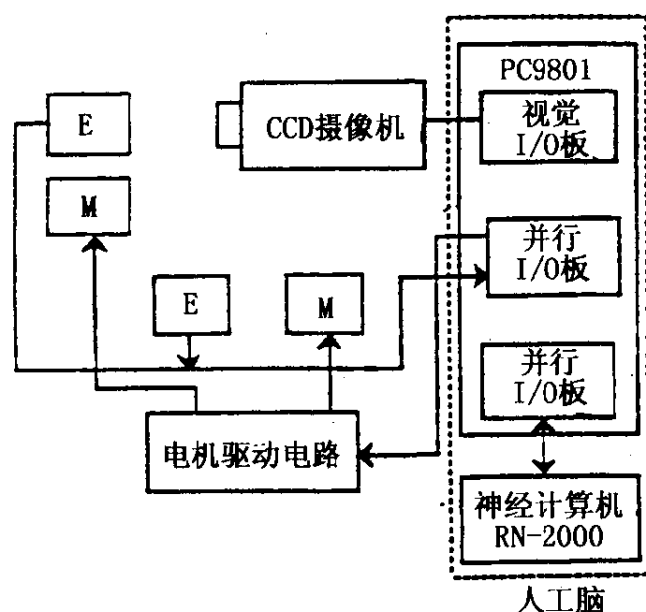 PC9801
E
CCD摄像机
视觉
I/O板
M
并行
I/O板
E
M
并行
I/O板
电机驱动电路
神经计算机
RN-2000
人工脑